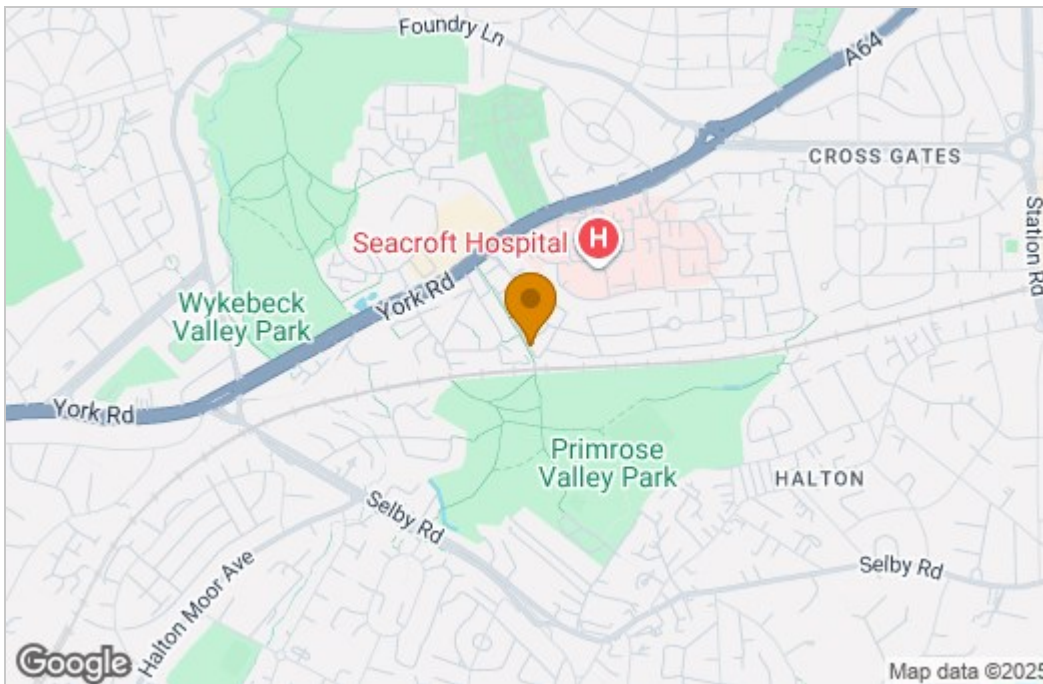 Foundry Ln
A64
CROSS GATES
Station Rd
Seacroft Hospital
H
York Rd
Wykebeck
Valley Park
York Rd
Primrose
Valley Park
HALTON
Selby Rd
Selby Rd
Halton Moor Ave
Google
Map data ©2025